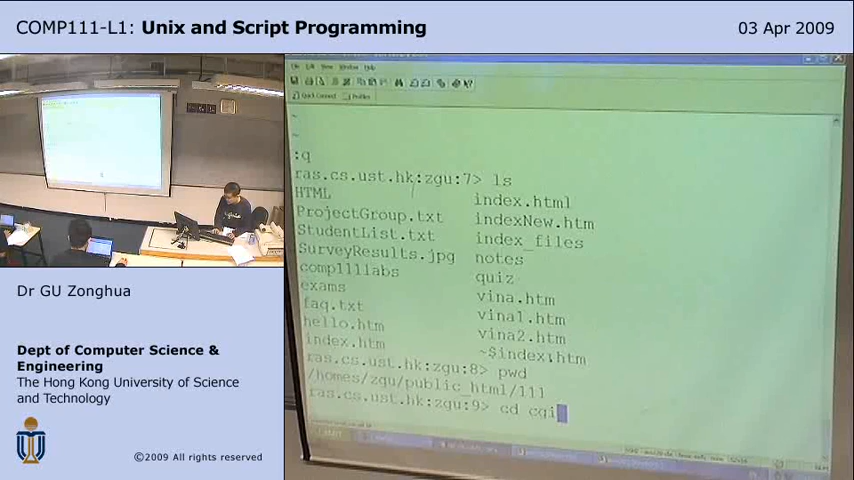 COMP111-L1: Unix and Script Programming
03 Apr 2009
:q
ras.cs.ust.hk:zgu:7> ls
HTML index.html
ProjectGroup.txt indexNew.htm
StudentList.txt index_files
SurveyResults.jpg notes
comp111labs quiz
exams vina.htm
faq.txt vina1.htm
hello.htm vina2.htm
index.htm ~$index.htm
ras.cs.ust.hk:zgu:8> pwd
/homes/zgu/public_html/111
ras.cs.ust.hk:zgu:9> cd cgi
Dr GU Zonghua
Dept of Computer Science &
Engineering
The Hong Kong University of Science
and Technology
©2009 All rights reserved